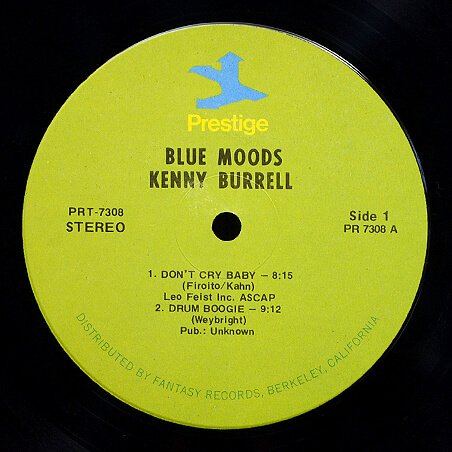 Prestige
BLUE MOODS
KENNY BURRELL
PRT-7308
STEREO
Side 1
PR 7308 A
1. DON'T CRY BABY – 8:15
(Firoito/Kahn)
Leo Feist Inc. ASCAP
2. DRUM BOOGIE – 9:12
(Weybright)
Pub.: Unknown
DISTRIBUTED BY FANTASY RECORDS, BERKELEY, CALIFORNIA